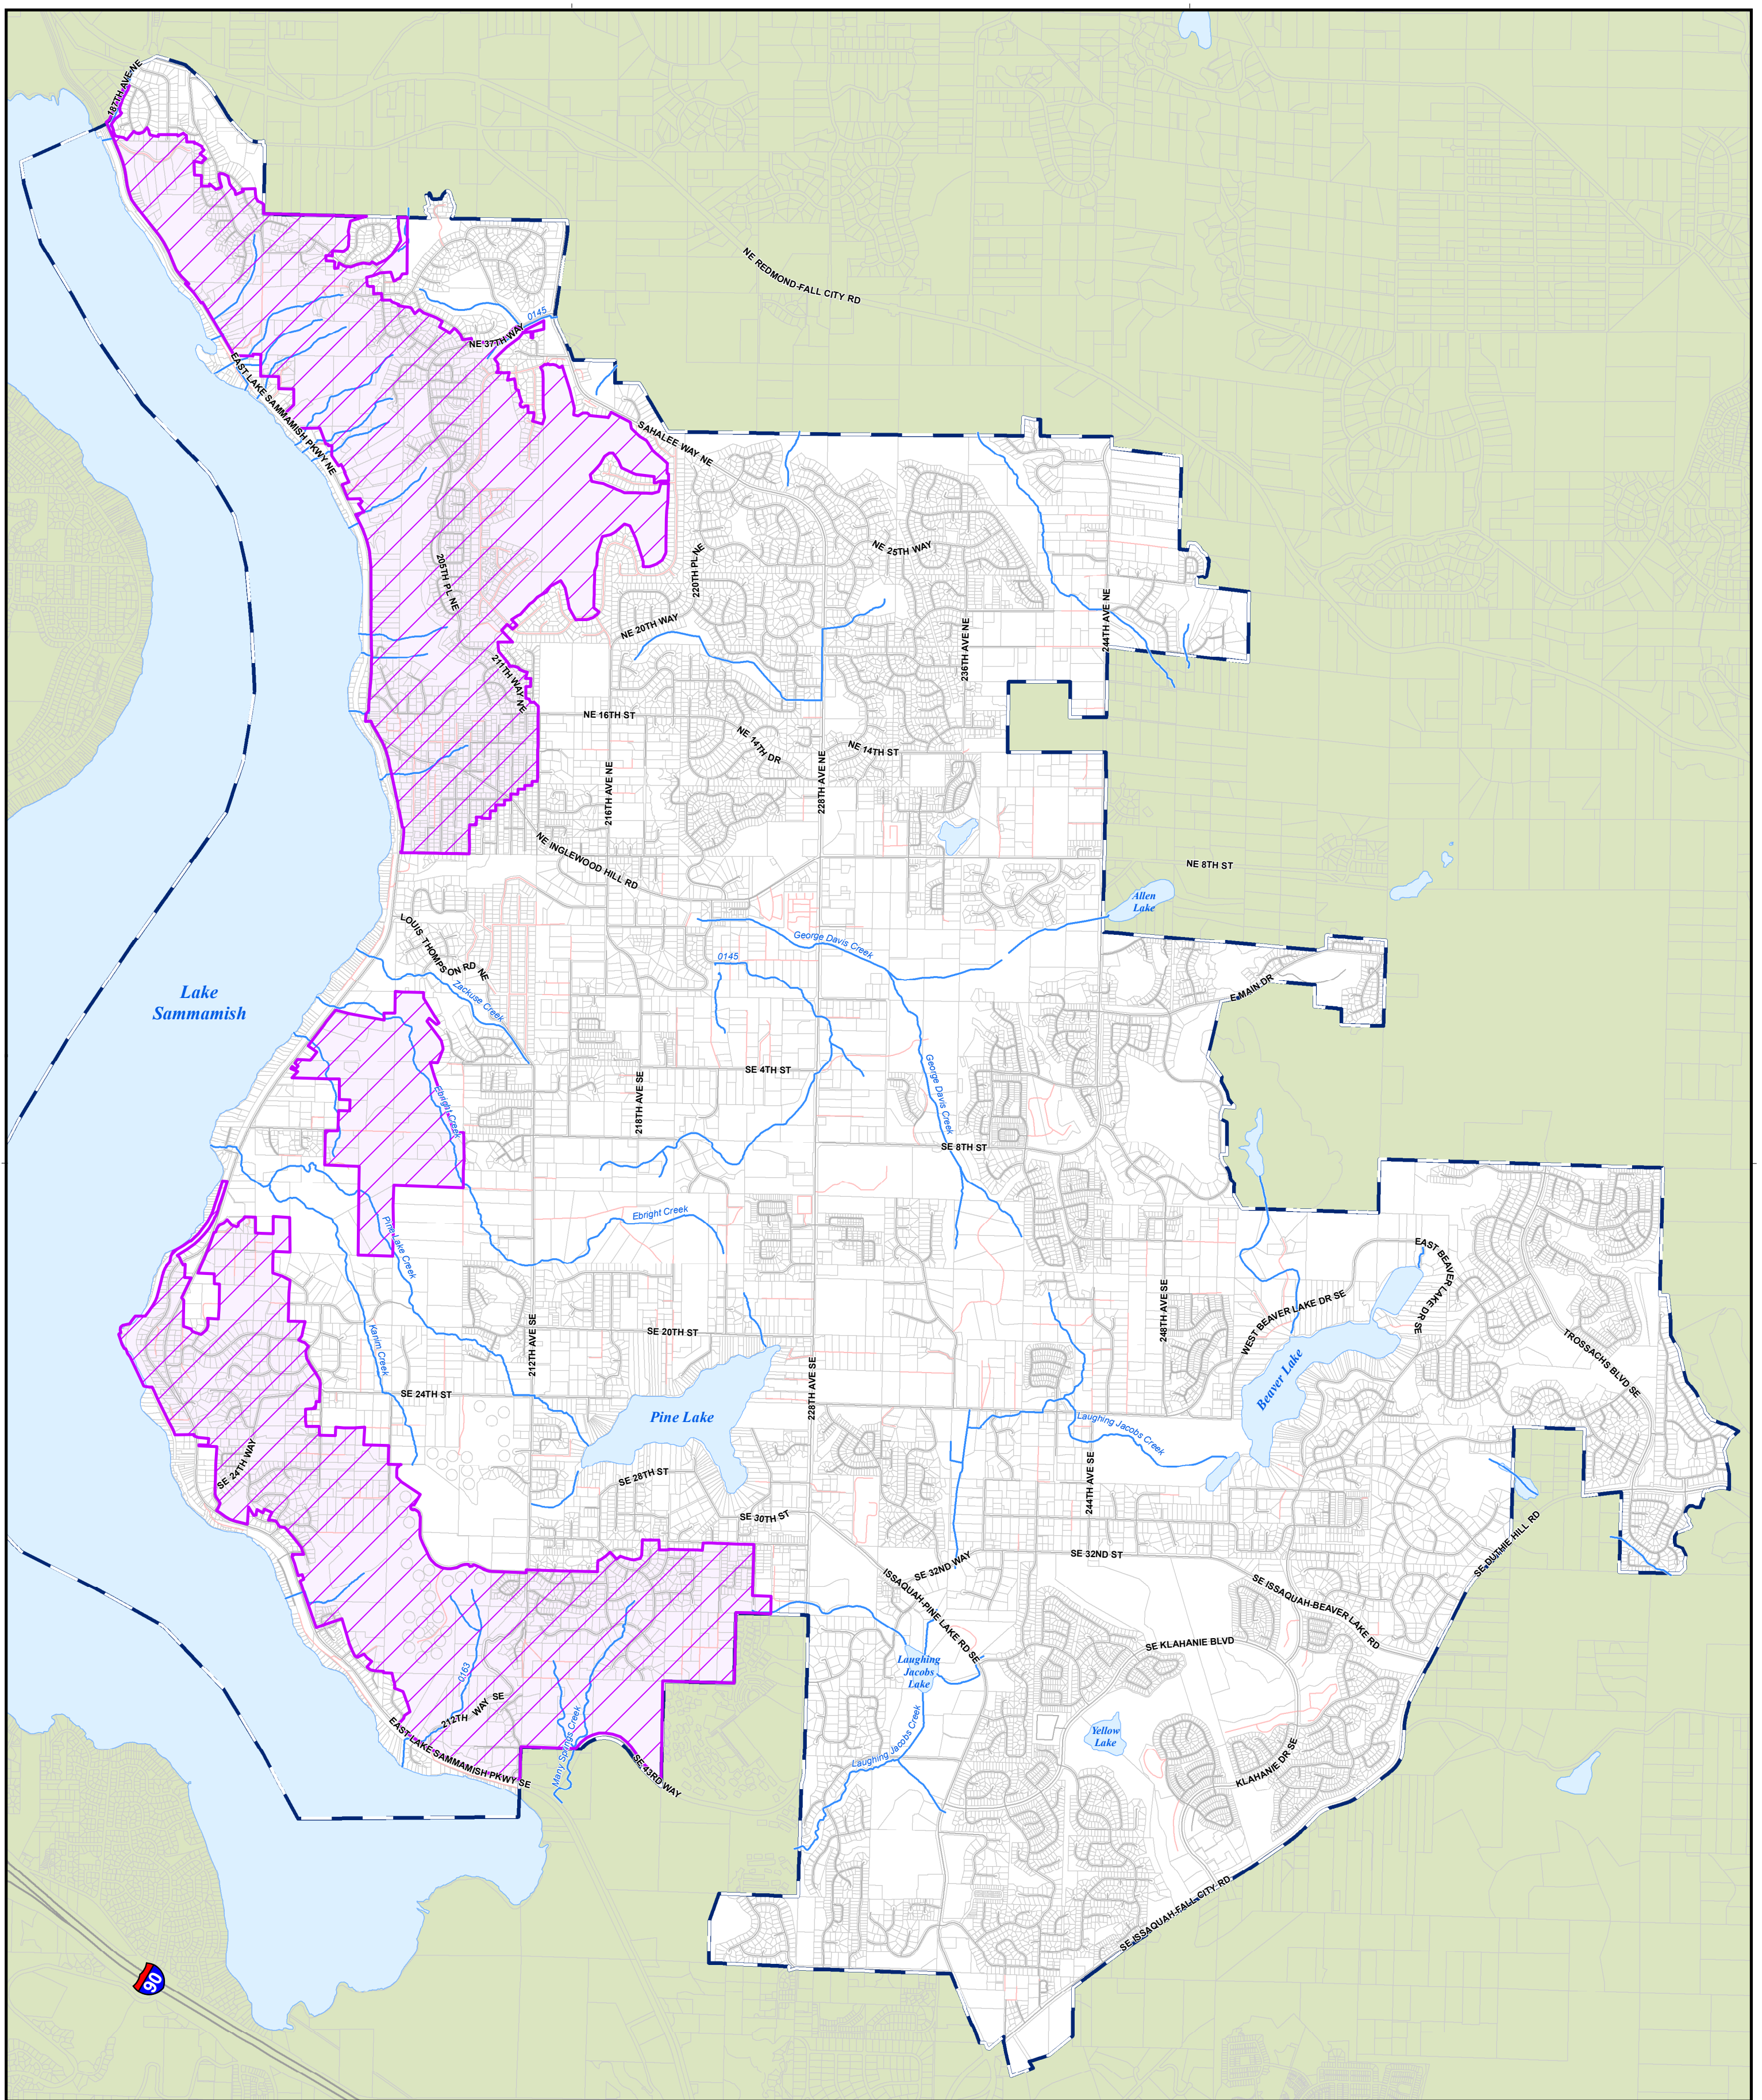 187TH AVE NE
NE REDMOND-FALL CITY RD
0145
NE 37TH WAY
EAST LAKE SAMMAMISH PKWY NE
SAHALEE WAY NE
NE 25TH WAY
205TH PL NE
220TH PL NE
NE 20TH WAY
236TH AVE NE
244TH AVE NE
211TH WAY NE
NE 16TH ST
NE 14TH DR
NE 14TH ST
216TH AVE NE
228TH AVE NE
NE INGLEWOOD HILL RD
NE 8TH ST
Allen
Lake
LOUIS THOMPSON RD NE
George Davis Creek
0145
Zackuse Creek
E MAIN DR
Lake
Sammamish
SE 4TH ST
218TH AVE SE
George Davis Creek
Ebright Creek
SE 8TH ST
Ebright Creek
Pine Lake Creek
EAST BEAVER LAKE DR SE
248TH AVE SE
WEST BEAVER LAKE DR SE
Kanim Creek
212TH AVE SE
SE 20TH ST
TROSSACHS BLVD SE
228TH AVE SE
SE 24TH ST
Beaver Lake
Pine Lake
Laughing Jacobs Creek
SE 24TH WAY
SE 28TH ST
244TH AVE SE
SE 30TH ST
SE DUTHIE HILL RD
SE 32ND WAY
SE 32ND ST
ISSAQUAH-PINE LAKE RD SE
SE ISSAQUAH-BEAVER LAKE RD
SE KLAHANIE BLVD
Laughing
Jacobs
Lake
0163
212TH WAY SE
Many Springs Creek
EAST LAKE SAMMAMISH PKWY SE
SE 43RD WAY
Laughing Jacobs Creek
Yellow
Lake
KLAHANIE DR SE
SE ISSAQUAH-FALL CITY RD
90